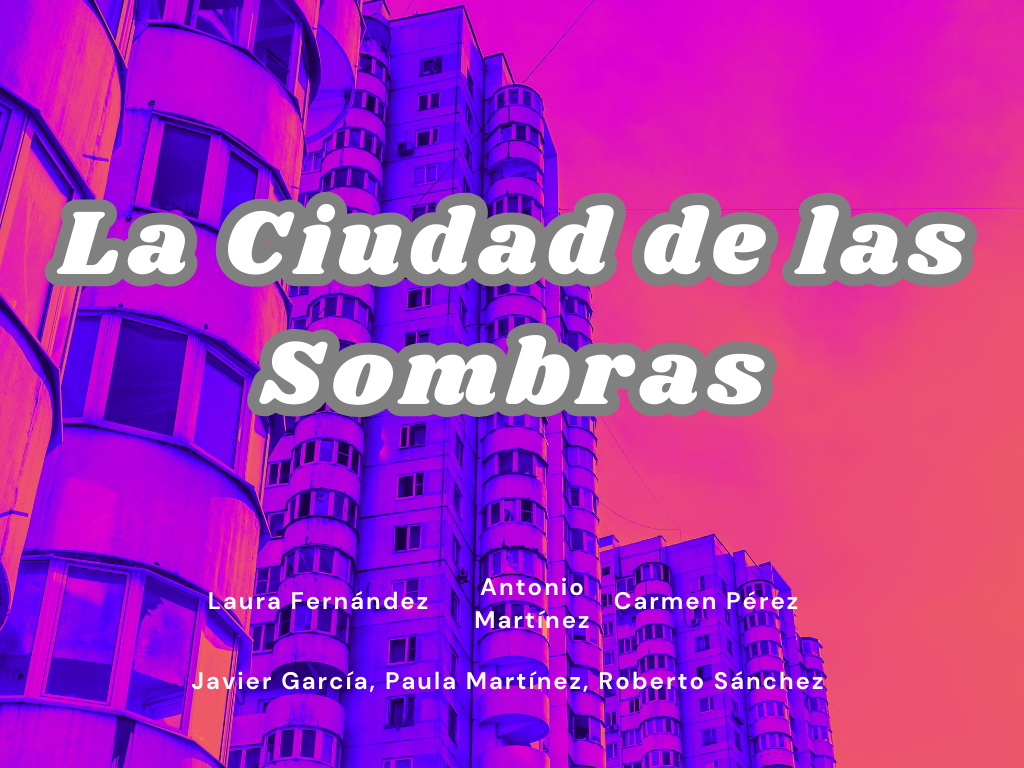 La Ciudad de las
Sombras
Laura Fernández
Antonio
Martínez
Carmen Pérez
Javier García, Paula Martínez, Roberto Sánchez